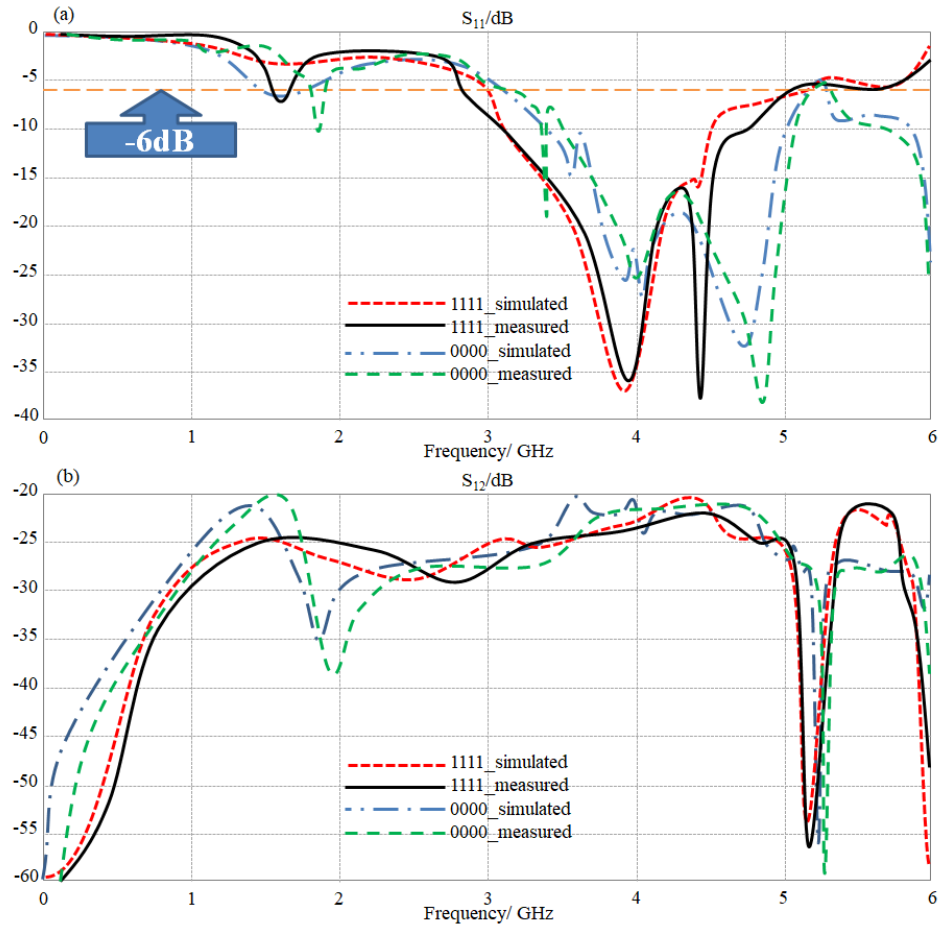 (a)
S11/dB
0
-5
-10
-15
-20
-25
-30
-35
-40
-6dB
1111_simulated
1111_measured
0000_simulated
0000_measured
0 1 2 3 4 5 6
Frequency/ GHz
(b)
S12/dB
-20
-25
-30
-35
-40
-45
-50
-55
-60
1111_simulated
1111_measured
0000_simulated
0000_measured
0 1 2 3 4 5 6
Frequency/ GHz